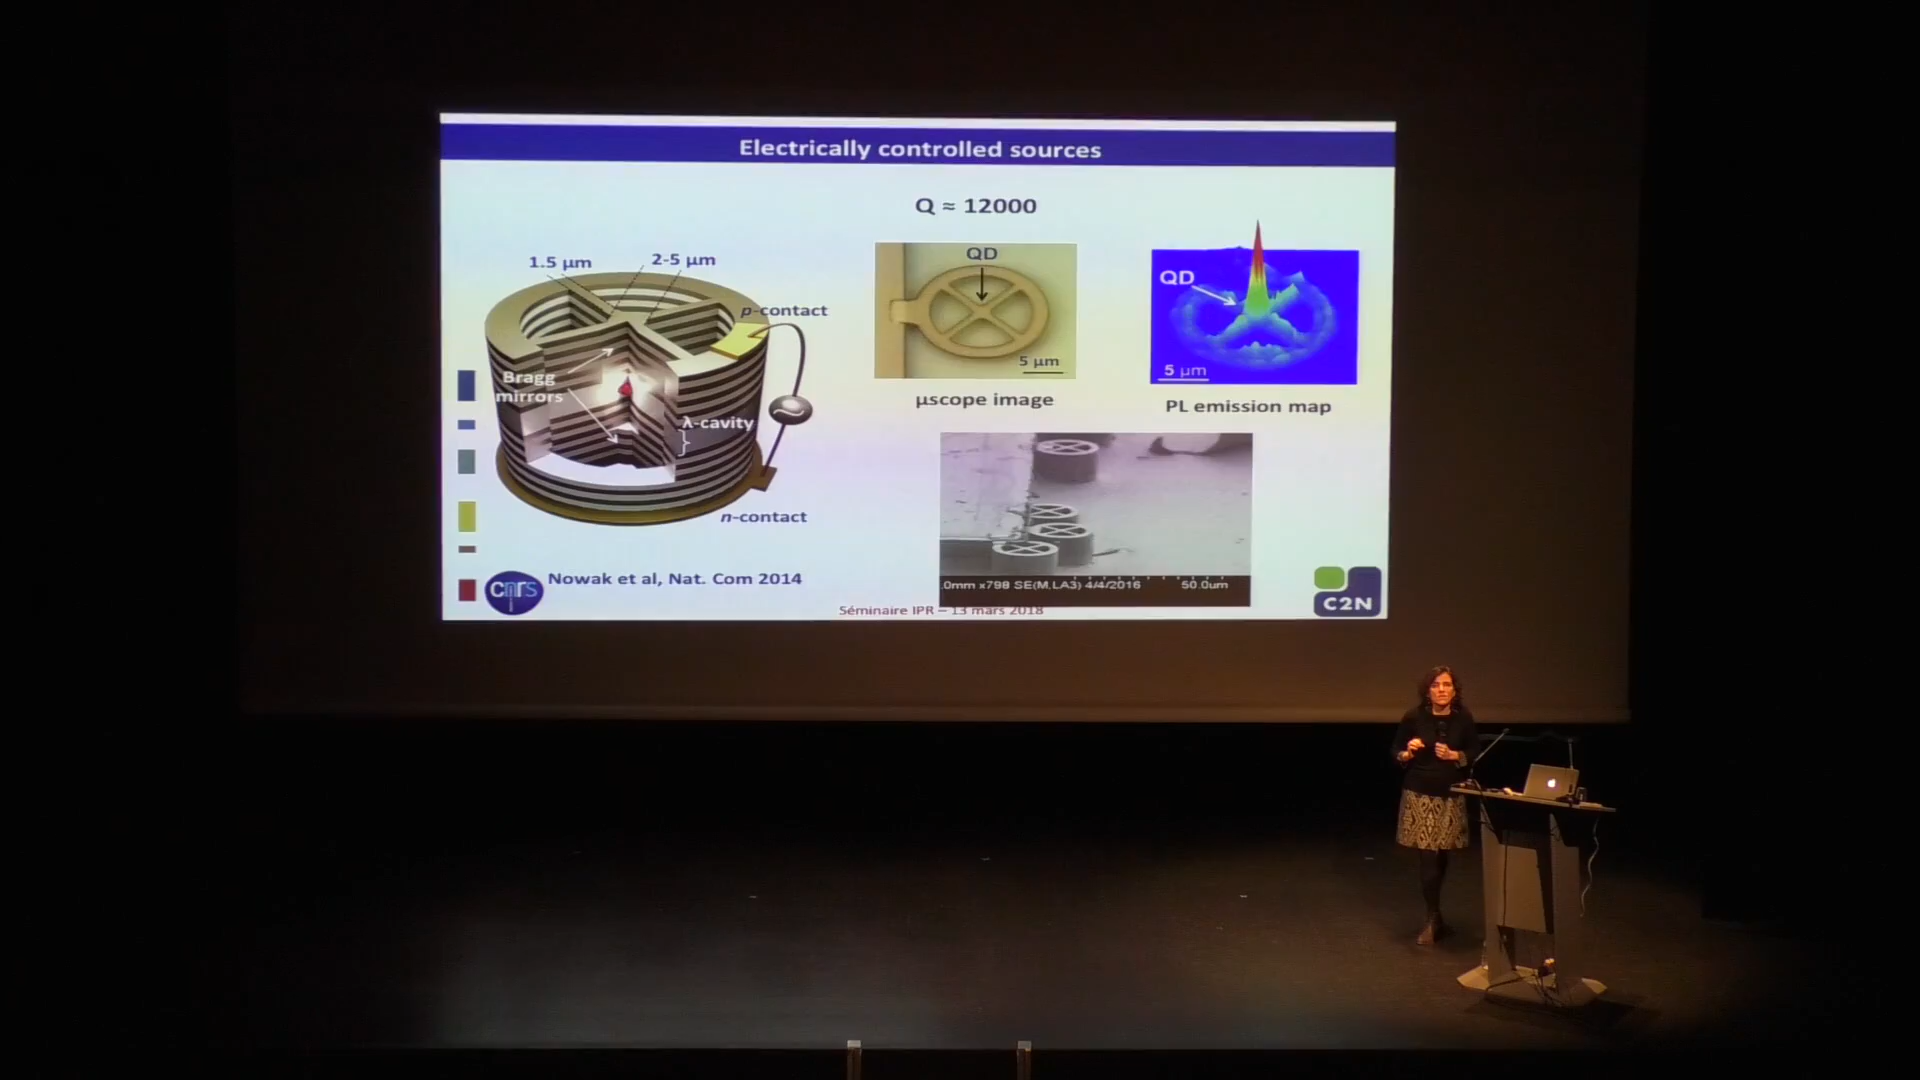 Electrically controlled sources
Q ≈ 12000
1.5 µm
2-5 µm
p-contact
Bragg
mirrors
λ-cavity
n-contact
QD
5 µm
µscope image
QD
5 µm
PL emission map
.0mm x798 SE(M,LA3) 4/4/2016 50.0um
Nowak et al, Nat. Com 2014
cnrs
Séminaire IPR – 13 mars 2018
C2N